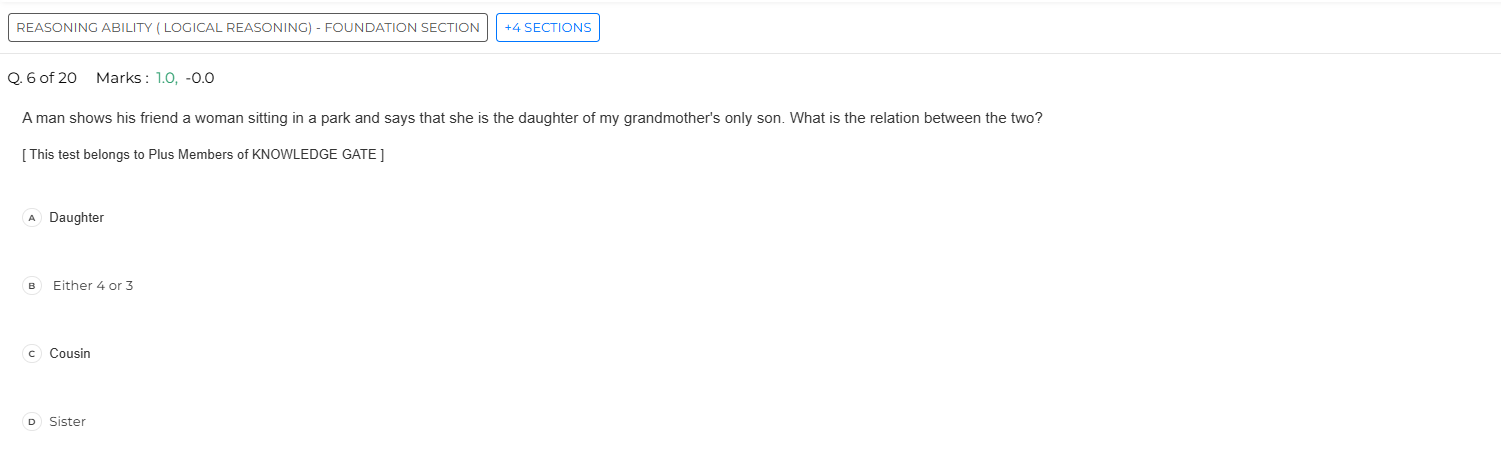 REASONING ABILITY ( LOGICAL REASONING) - FOUNDATION SECTION
+4 SECTIONS
Q. 6 of 20 Marks : 1.0, -0.0
A man shows his friend a woman sitting in a park and says that she is the daughter of my grandmother's only son. What is the relation between the two?
[ This test belongs to Plus Members of KNOWLEDGE GATE ]
A Daughter
B Either 4 or 3
C Cousin
D Sister